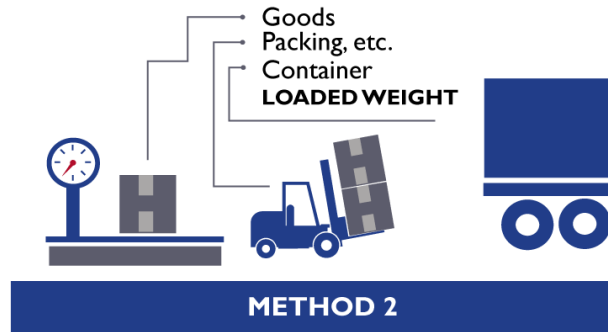 Goods
Packing, etc.
Container
LOADED WEIGHT
METHOD 2